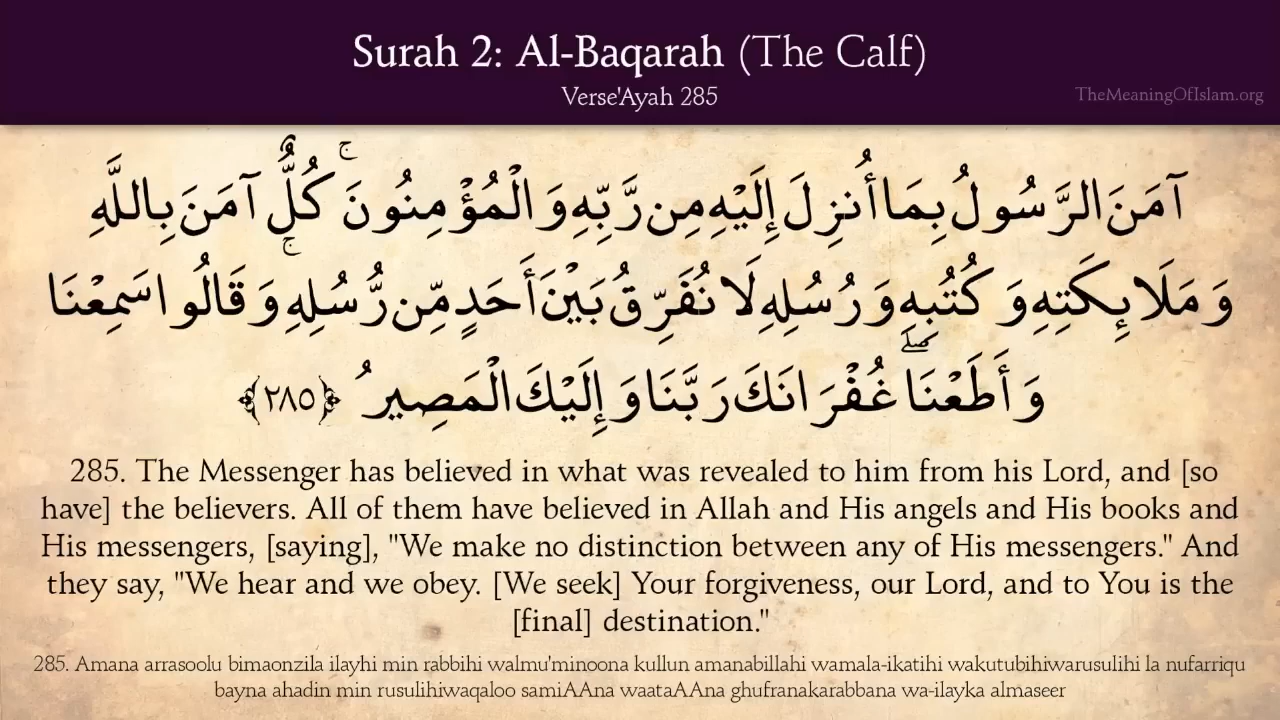 Surah 2: Al-Baqarah (The Calf)
Verse'Ayah 285
TheMeaningOfIslam.org
آمَنَ الرَّسُولُ بِمَا أُنزِلَ إِلَيْهِ مِن رَّبِّهِ وَالْمُؤْمِنُونَ ۚ كُلٌّ آمَنَ بِاللَّهِ
وَمَلَائِكَتِهِ وَكُتُبِهِ وَرُسُلِهِ لَا نُفَرِّقُ بَيْنَ أَحَدٍ مِّن رُّسُلِهِ ۚ وَقَالُوا سَمِعْنَا
وَأَطَعْنَا ۖ غُفْرَانَكَ رَبَّنَا وَإِلَيْكَ الْمَصِيرُ ﴿٢٨٥﴾
285. The Messenger has believed in what was revealed to him from his Lord, and [so
have] the believers. All of them have believed in Allah and His angels and His books and
His messengers, [saying], "We make no distinction between any of His messengers." And
they say, "We hear and we obey. [We seek] Your forgiveness, our Lord, and to You is the
[final] destination."
285. Amana arrasoolu bimaonzila ilayhi min rabbihi walmu'minoona kullun amanabillahi wamala-ikatihi wakutubihiwarusulihi la nufarriqu
bayna ahadin min rusulihiwaqaloo samiAAna waataAAna ghufranakarabbana wa-ilayka almaseer